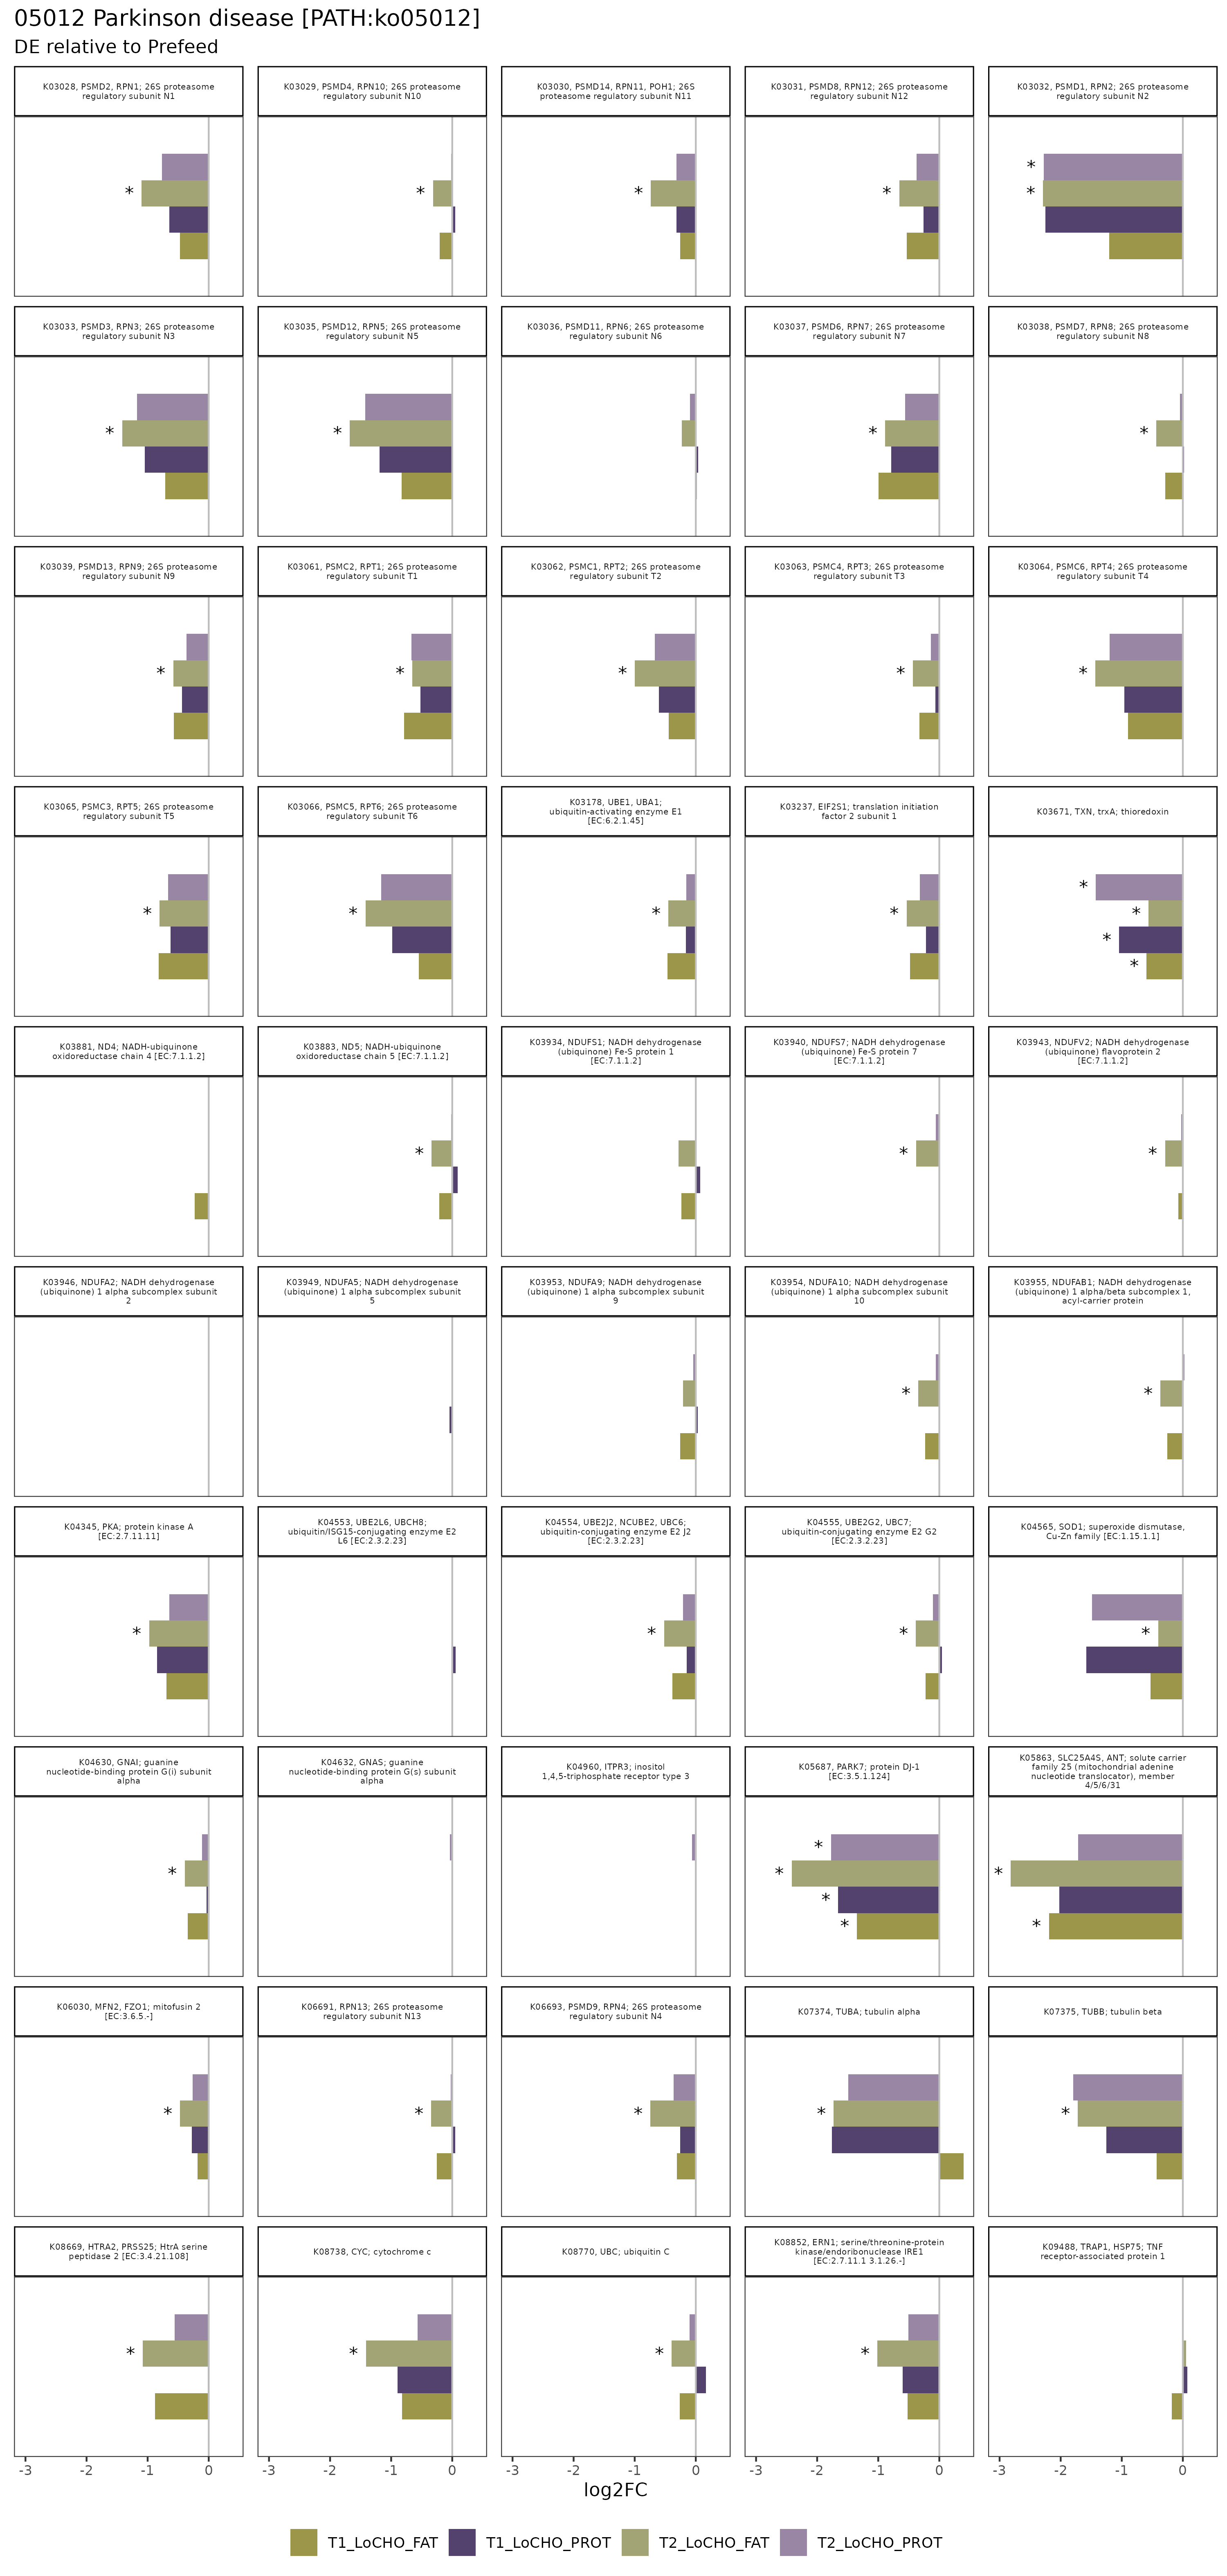 05012 Parkinson disease [PATH:ko05012]
DE relative to Prefeed
K03028, PSMD2, RPN1; 26S proteasome
regulatory subunit N1
K03029, PSMD4, RPN10; 26S proteasome
regulatory subunit N10
K03030, PSMD14, RPN11, POH1; 26S
proteasome regulatory subunit N11
K03031, PSMD8, RPN12; 26S proteasome
regulatory subunit N12
K03032, PSMD1, RPN2; 26S proteasome
regulatory subunit N2
*
*
*
*
*
*
K03033, PSMD3, RPN3; 26S proteasome
regulatory subunit N3
K03035, PSMD12, RPN5; 26S proteasome
regulatory subunit N5
K03036, PSMD11, RPN6; 26S proteasome
regulatory subunit N6
K03037, PSMD6, RPN7; 26S proteasome
regulatory subunit N7
K03038, PSMD7, RPN8; 26S proteasome
regulatory subunit N8
*
*
*
*
K03039, PSMD13, RPN9; 26S proteasome
regulatory subunit N9
K03061, PSMC2, RPT1; 26S proteasome
regulatory subunit T1
K03062, PSMC1, RPT2; 26S proteasome
regulatory subunit T2
K03063, PSMC4, RPT3; 26S proteasome
regulatory subunit T3
K03064, PSMC6, RPT4; 26S proteasome
regulatory subunit T4
*
*
*
*
*
K03065, PSMC3, RPT5; 26S proteasome
regulatory subunit T5
K03066, PSMC5, RPT6; 26S proteasome
regulatory subunit T6
K03178, UBE1, UBA1;
ubiquitin-activating enzyme E1
[EC:6.2.1.45]
K03237, EIF2S1; translation initiation
factor 2 subunit 1
K03671, TXN, trxA; thioredoxin
*
*
*
*
*
*
*
*
K03881, ND4; NADH-ubiquinone
oxidoreductase chain 4 [EC:7.1.1.2]
K03883, ND5; NADH-ubiquinone
oxidoreductase chain 5 [EC:7.1.1.2]
K03934, NDUFS1; NADH dehydrogenase
(ubiquinone) Fe-S protein 1
[EC:7.1.1.2]
K03940, NDUFS7; NADH dehydrogenase
(ubiquinone) Fe-S protein 7
[EC:7.1.1.2]
K03943, NDUFV2; NADH dehydrogenase
(ubiquinone) flavoprotein 2
[EC:7.1.1.2]
*
*
*
K03946, NDUFA2; NADH dehydrogenase
(ubiquinone) 1 alpha subcomplex subunit
2
K03949, NDUFA5; NADH dehydrogenase
(ubiquinone) 1 alpha subcomplex subunit
5
K03953, NDUFA9; NADH dehydrogenase
(ubiquinone) 1 alpha subcomplex subunit
9
K03954, NDUFA10; NADH dehydrogenase
(ubiquinone) 1 alpha subcomplex subunit
10
K03955, NDUFAB1; NADH dehydrogenase
(ubiquinone) 1 alpha/beta subcomplex 1,
acyl-carrier protein
*
*
K04345, PKA; protein kinase A
[EC:2.7.11.11]
K04553, UBE2L6, UBCH8;
ubiquitin/ISG15-conjugating enzyme E2
L6 [EC:2.3.2.23]
K04554, UBE2J2, NCUBE2, UBC6;
ubiquitin-conjugating enzyme E2 J2
[EC:2.3.2.23]
K04555, UBE2G2, UBC7;
ubiquitin-conjugating enzyme E2 G2
[EC:2.3.2.23]
K04565, SOD1; superoxide dismutase,
Cu-Zn family [EC:1.15.1.1]
*
*
*
*
K04630, GNAI; guanine
nucleotide-binding protein G(i) subunit
alpha
K04632, GNAS; guanine
nucleotide-binding protein G(s) subunit
alpha
K04960, ITPR3; inositol
1,4,5-triphosphate receptor type 3
K05687, PARK7; protein DJ-1
[EC:3.5.1.124]
K05863, SLC25A4S, ANT; solute carrier
family 25 (mitochondrial adenine
nucleotide translocator), member
4/5/6/31
*
*
*
*
*
*
*
K06030, MFN2, FZO1; mitofusin 2
[EC:3.6.5.-]
K06691, RPN13; 26S proteasome
regulatory subunit N13
K06693, PSMD9, RPN4; 26S proteasome
regulatory subunit N4
K07374, TUBA; tubulin alpha
K07375, TUBB; tubulin beta
*
*
*
*
*
K08669, HTRA2, PRSS25; HtrA serine
peptidase 2 [EC:3.4.21.108]
K08738, CYC; cytochrome c
K08770, UBC; ubiquitin C
K08852, ERN1; serine/threonine-protein
kinase/endoribonuclease IRE1
[EC:2.7.11.1 3.1.26.-]
K09488, TRAP1, HSP75; TNF
receptor-associated protein 1
*
*
*
*
-3 -2 -1 0 -3 -2 -1 0 -3 -2 -1 0 -3 -2 -1 0 -3 -2 -1 0
log2FC
T1_LoCHO_FAT T1_LoCHO_PROT T2_LoCHO_FAT T2_LoCHO_PROT